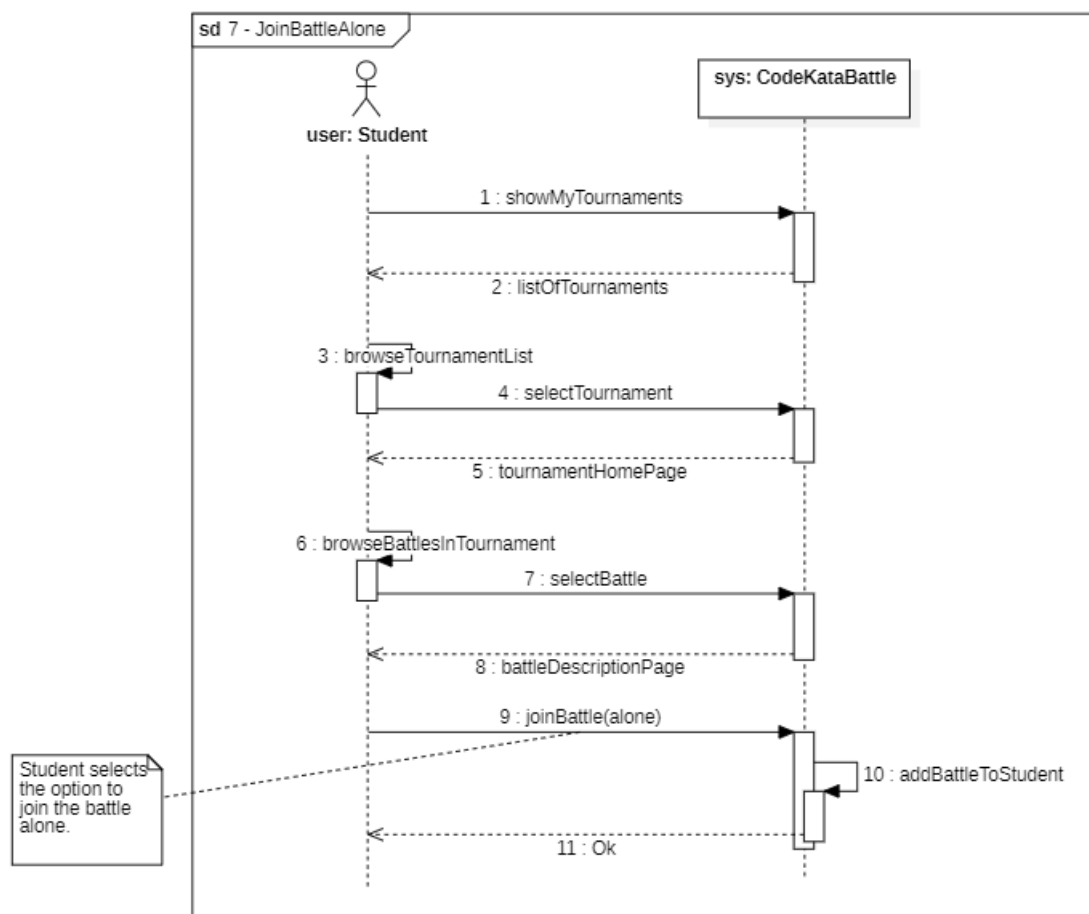 sd 7 - JoinBattleAlone
user: Student
sys: CodeKataBattle
1 : showMyTournaments
2 : listOfTournaments
3 : browseTournamentList
4 : selectTournament
5 : tournamentHomePage
6 : browseBattlesInTournament
7 : selectBattle
8 : battleDescriptionPage
9 : joinBattle(alone)
Student selects
the option to
join the battle
alone.
10 : addBattleToStudent
11 : Ok